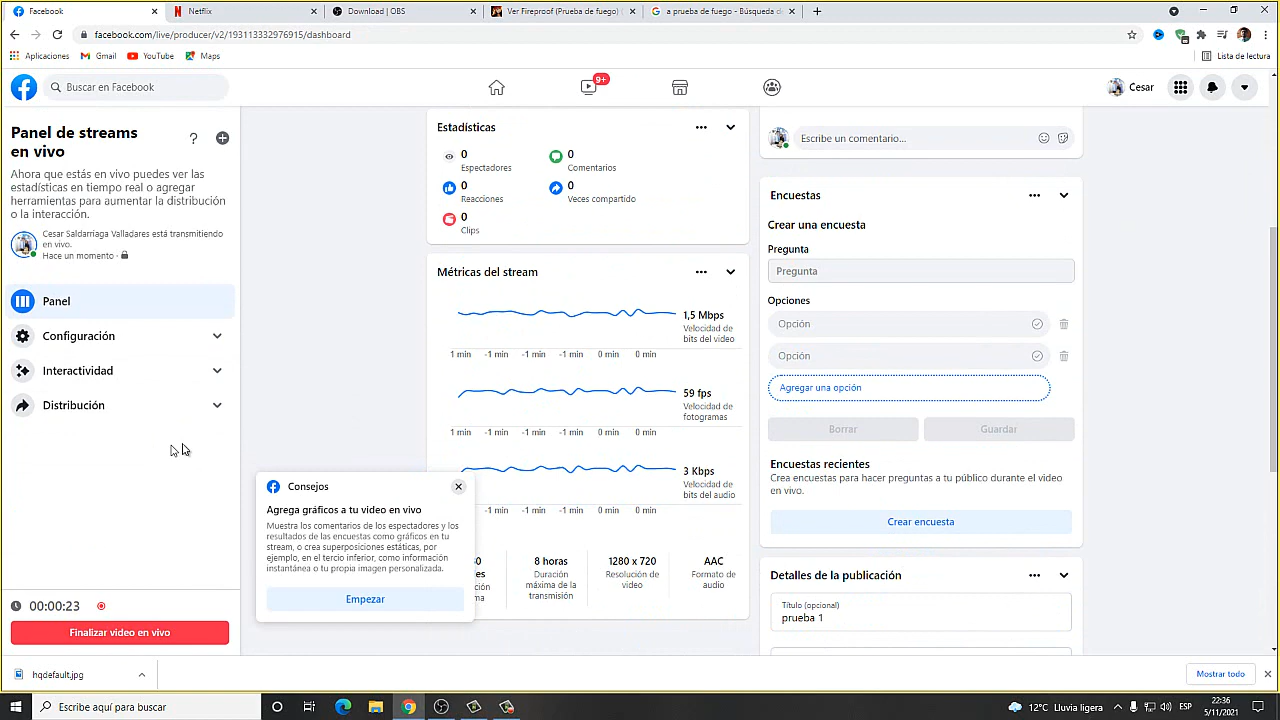 Facebook
Netflix
Download | OBS
Ver Fireproof (Prueba de fuego) (
a prueba de fuego - Búsqueda de
facebook.com/live/producer/v2/193113332976915/dashboard
Aplicaciones
Gmail
YouTube
Maps
Lista de lectura
Buscar en Facebook
9+
Cesar
Panel de streams
en vivo
Ahora que estás en vivo puedes ver las
estadísticas en tiempo real o agregar
herramientas para aumentar la distribución
o la interacción.
Cesar Saldarriaga Valladares está transmitiendo
en vivo.
Hace un momento ·
Panel
Configuración
Interactividad
Distribución
00:00:23
Finalizar video en vivo
Estadísticas
0
Espectadores
0
Comentarios
0
Reacciones
0
Veces compartido
0
Clips
Métricas del stream
1,5 Mbps
Velocidad de
bits del video
1 min -1 min -1 min -1 min 0 min 0 min
59 fps
Velocidad de
fotogramas
1 min -1 min -1 min -1 min 0 min 0 min
3 Kbps
Velocidad de
bits del audio
-1 min -1 min 0 min 0 min
8 horas
Duración
máxima de la
transmisión
1280 x 720
Resolución de
video
AAC
Formato de
audio
Consejos
Agrega gráficos a tu video en vivo
Muestra los comentarios de los espectadores y los
resultados de las encuestas como gráficos en tu
stream, o crea superposiciones estáticas, por
ejemplo, en el tercio inferior, como información
instantánea o tu propia imagen personalizada.
Empezar
Escribe un comentario...
Encuestas
Crear una encuesta
Pregunta
Pregunta
Opciones
Opción
Opción
Agregar una opción
Borrar
Guardar
Encuestas recientes
Crea encuestas para hacer preguntas a tu público durante el video
en vivo.
Crear encuesta
Detalles de la publicación
Título (opcional)
prueba 1
hqdefault.jpg
Mostrar todo
Escribe aquí para buscar
12°C Lluvia ligera
ESP
22:36
5/11/2021